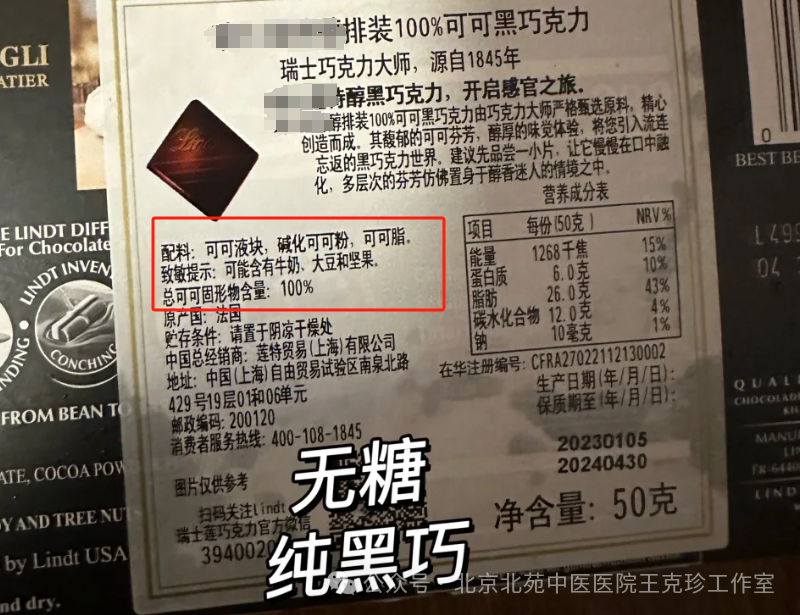 GLI
ATIER
排装100%可可黑巧克力
瑞士巧克力大师，源自1845年
特醇黑巧克力，开启感官之旅。
醇排装100%可可黑巧克力由巧克力大师严格甄选原料，精心
创造而成。其馥郁的可可芬芳，醇厚的味觉体验，将您引入流连
忘返的黑巧克力世界。建议先品尝一小片，让它慢慢在口中融
化，多层次的芬芳仿佛置身于醇香迷人的情境之中。
配料：可可液块，碱化可可粉，可可脂。
致敏提示：可能含有牛奶、大豆和坚果。
总可可固形物含量：100%
原产国：法国
贮存条件：请置于阴凉干燥处
中国总经销商：莲特贸易(上海)有限公司
地址：中国(上海)自由贸易试验区南泉北路
429号19层01和06单元
邮政编码：200120
消费者服务热线：400-108-1845
图片仅供参考
扫码关注lindt
瑞士莲巧克力官方微信
营养成分表
项目 每份(50克) NRV%
能量 1268千焦 15%
蛋白质 6.0克 10%
脂肪 26.0克 43%
碳水化合物 12.0克 4%
钠 10毫克 1%
在华注册编号：CFRA27022112130002
生产日期(年/月/日)：
保质期至(年/月/日)：
20230105
20240430
净含量：50克
无糖
纯黑巧
公众号·北京北苑中医医院王克珍工作室
E LINDT DIFF
For Chocolate
LINDT INVEN
CONCHING
NDING
FROM BEAN TO
ATE, COCOA POW
Y AND TREE NUT
by Lindt USA
nd dry.
0
BEST BE
L 499
04
QUAL
CHOCOLAD
MANU
LIN
FR-6440
LIND